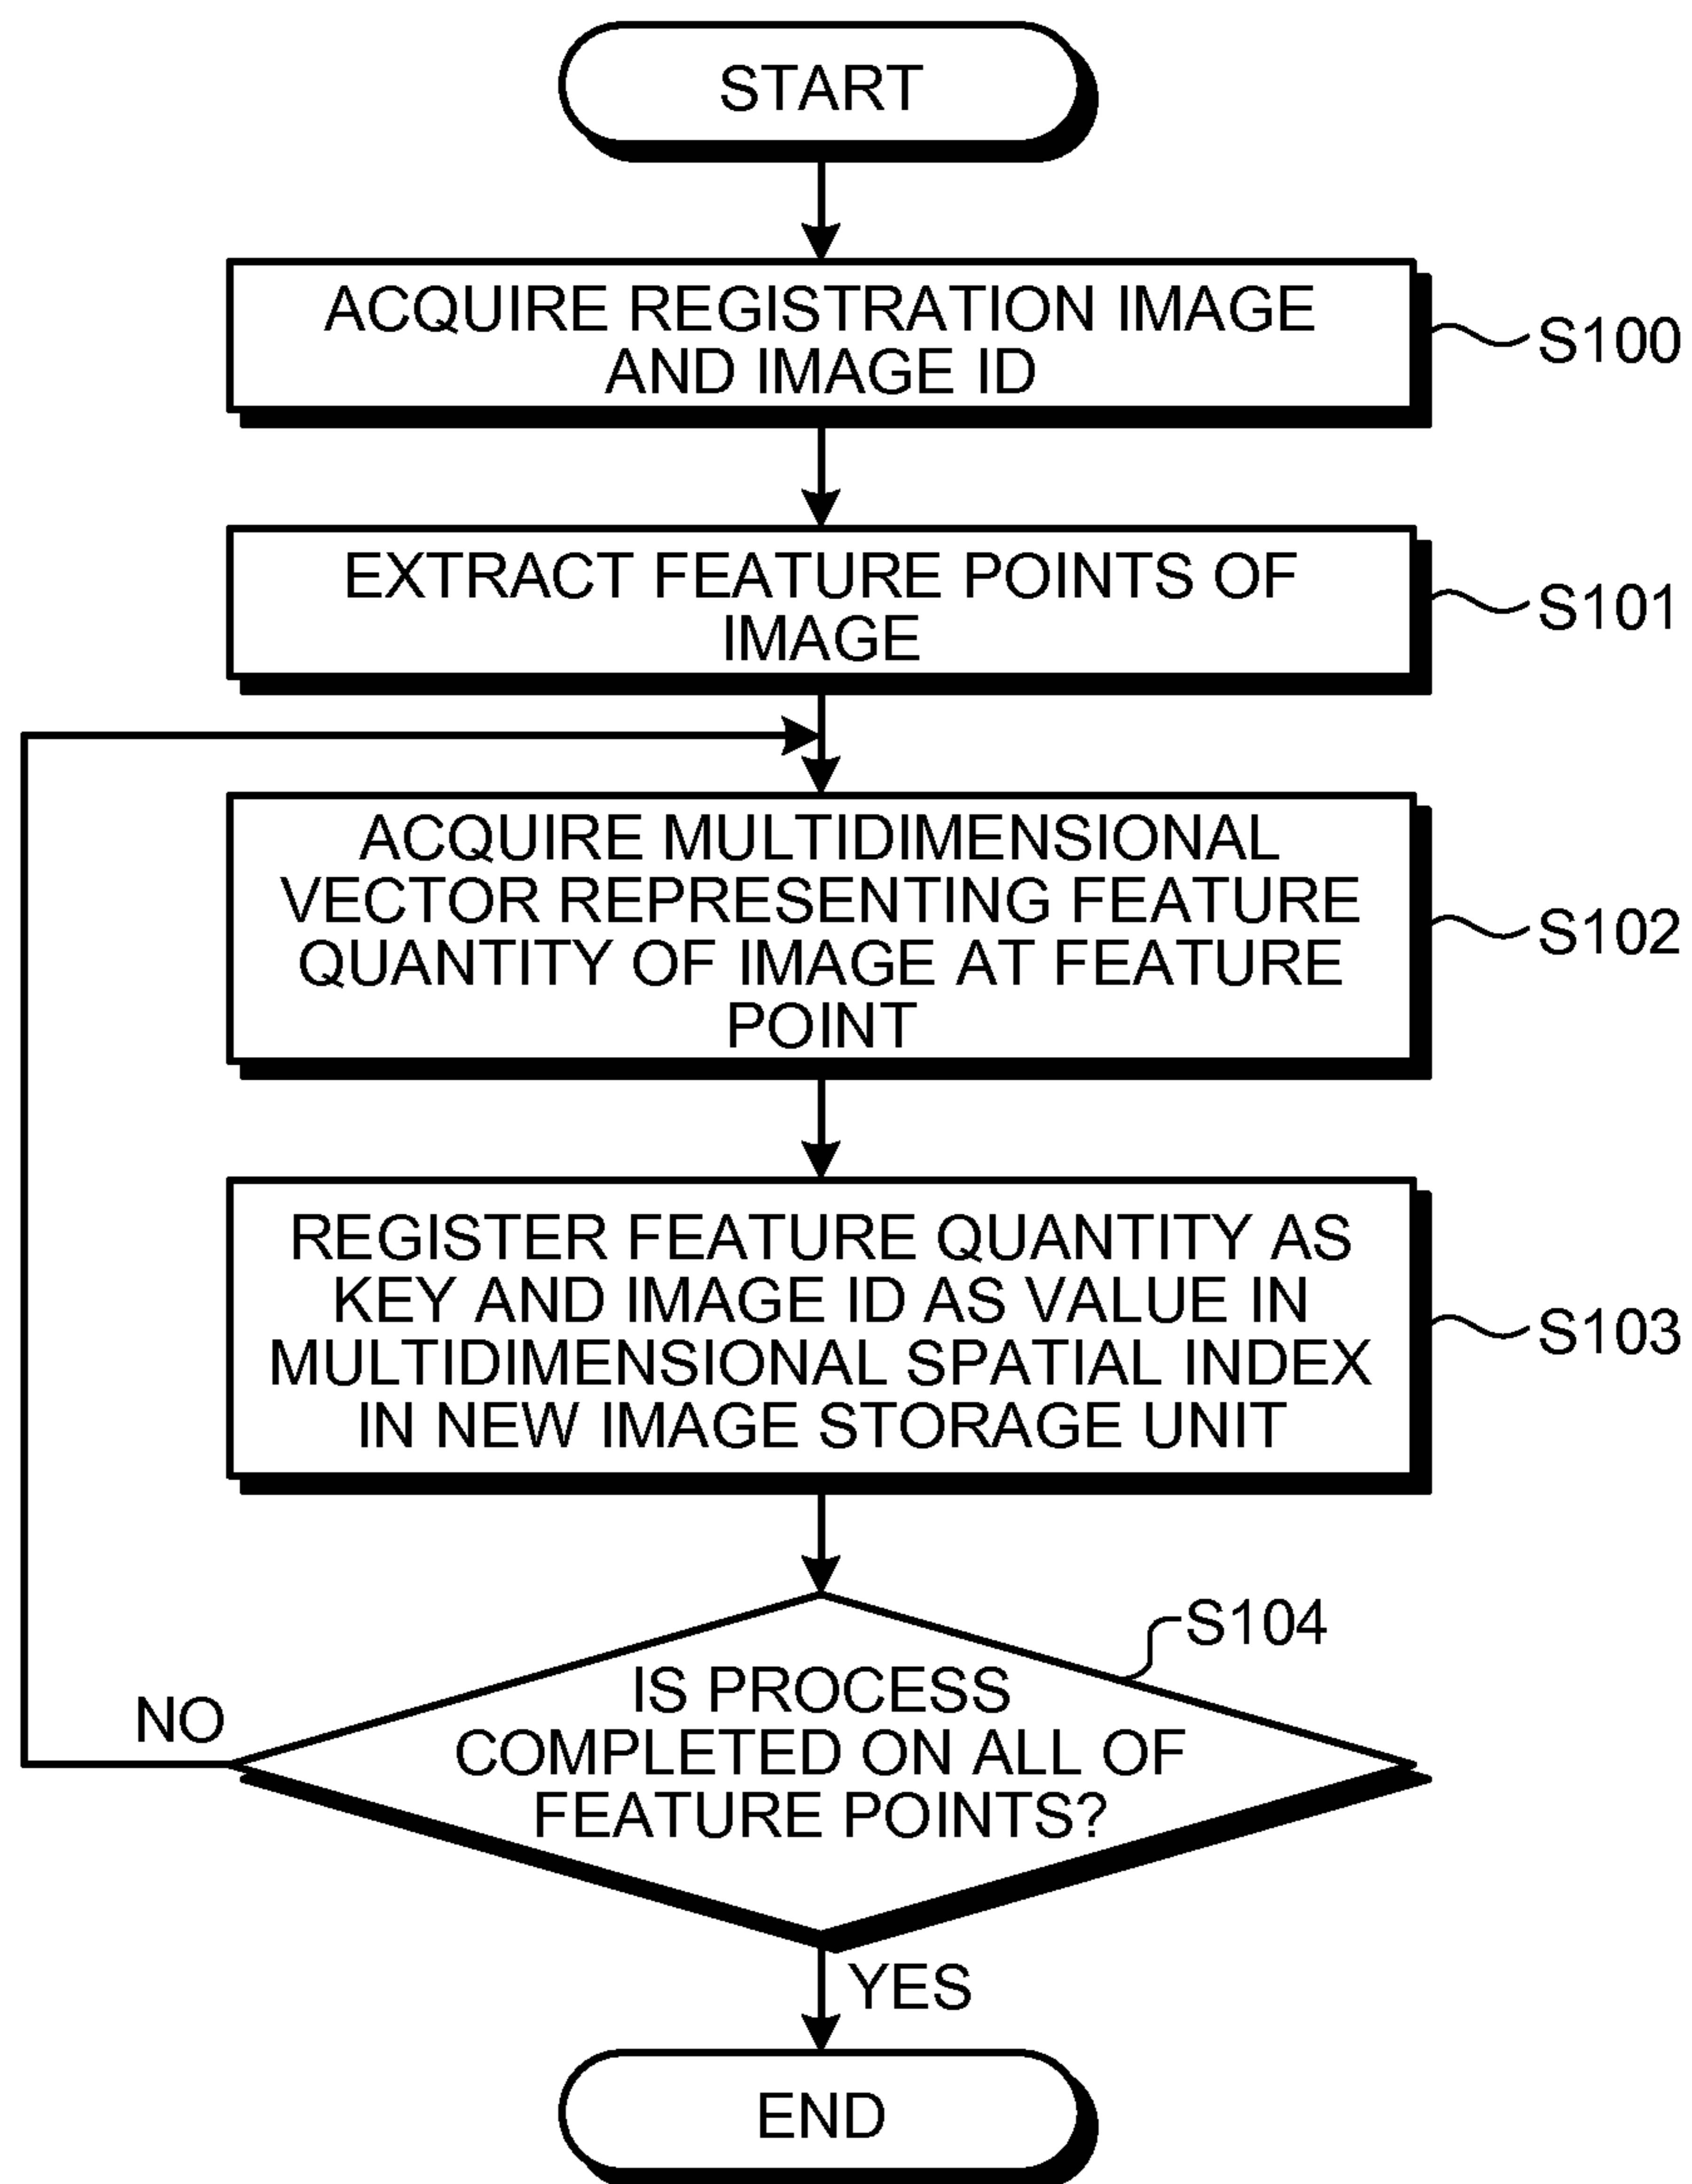 START
ACQUIRE REGISTRATION IMAGE
AND IMAGE ID
S100
EXTRACT FEATURE POINTS OF
IMAGE
S101
ACQUIRE MULTIDIMENSIONAL
VECTOR REPRESENTING FEATURE
QUANTITY OF IMAGE AT FEATURE
POINT
S102
REGISTER FEATURE QUANTITY AS
KEY AND IMAGE ID AS VALUE IN
MULTIDIMENSIONAL SPATIAL INDEX
IN NEW IMAGE STORAGE UNIT
S103
S104
IS PROCESS
COMPLETED ON ALL OF
FEATURE POINTS?
NO
YES
END